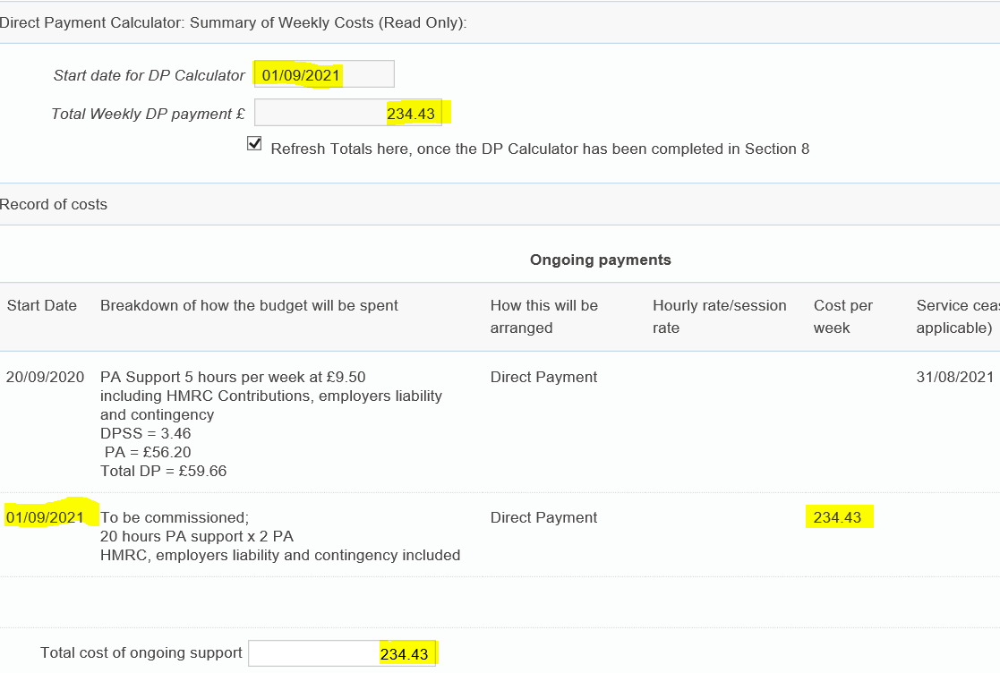 Direct Payment Calculator: Summary of Weekly Costs (Read Only):
Start date for DP Calculator 01/09/2021
Total Weekly DP payment £ 234.43
Refresh Totals here, once the DP Calculator has been completed in Section 8
Record of costs
Ongoing payments
Start Date Breakdown of how the budget will be spent How this will be arranged Hourly rate/session rate Cost per week Service ceas applicable)
20/09/2020 PA Support 5 hours per week at £9.50 Direct Payment 31/08/2021
including HMRC Contributions, employers liability
and contingency
DPSS = 3.46
PA = £56.20
Total DP = £59.66
01/09/2021 To be commissioned; Direct Payment 234.43
20 hours PA support x 2 PA
HMRC, employers liability and contingency included
Total cost of ongoing support 234.43